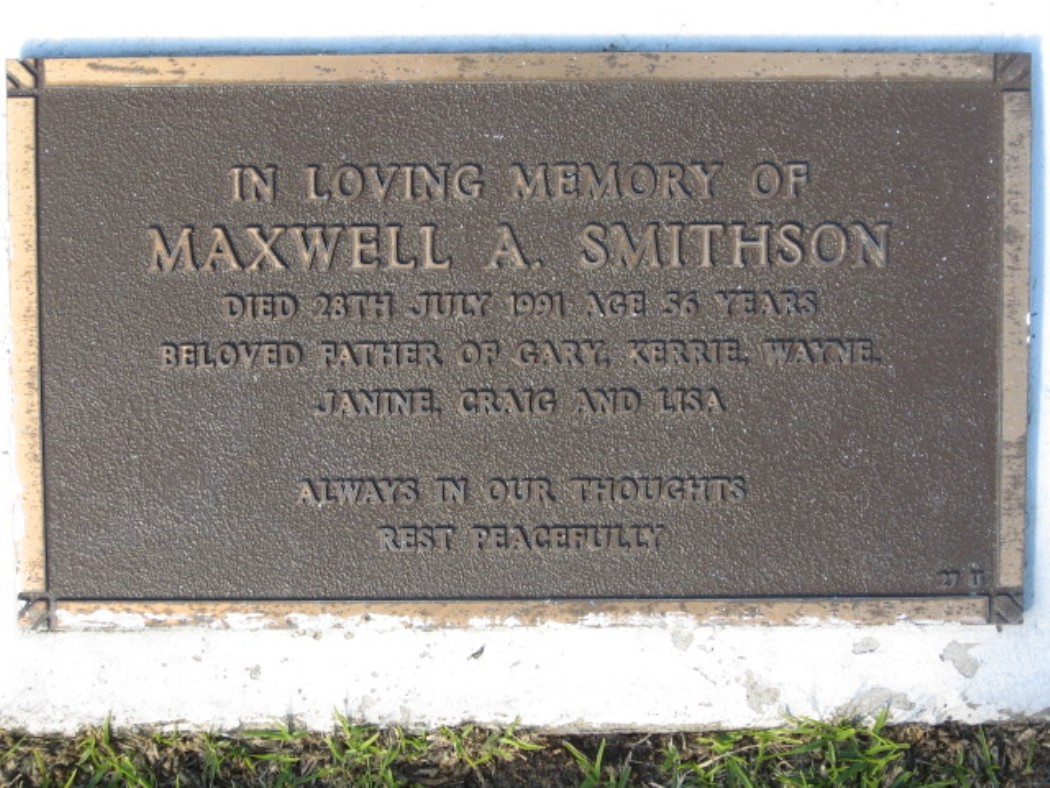 IN LOVING MEMORY OF
MAXWELL A. SMITHSON
DIED 28TH JULY 1991 AGE 56 YEARS
BELOVED FATHER OF GARY, KERRIE, WAYNE,
JANINE, CRAIG AND LISA
ALWAYS IN OUR THOUGHTS
REST PEACEFULLY
27